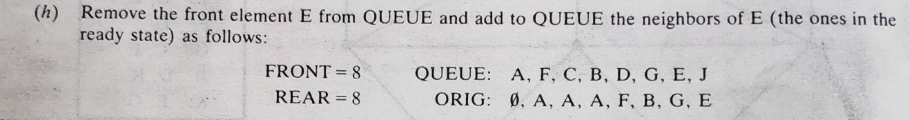 (h) Remove the front element E from QUEUE and add to QUEUE the neighbors of E (the ones in the
ready state) as follows:
FRONT = 8 QUEUE: A, F, C, B, D, G, E, J
REAR = 8 ORIG: Ø, A, A, A, F, B, G, E